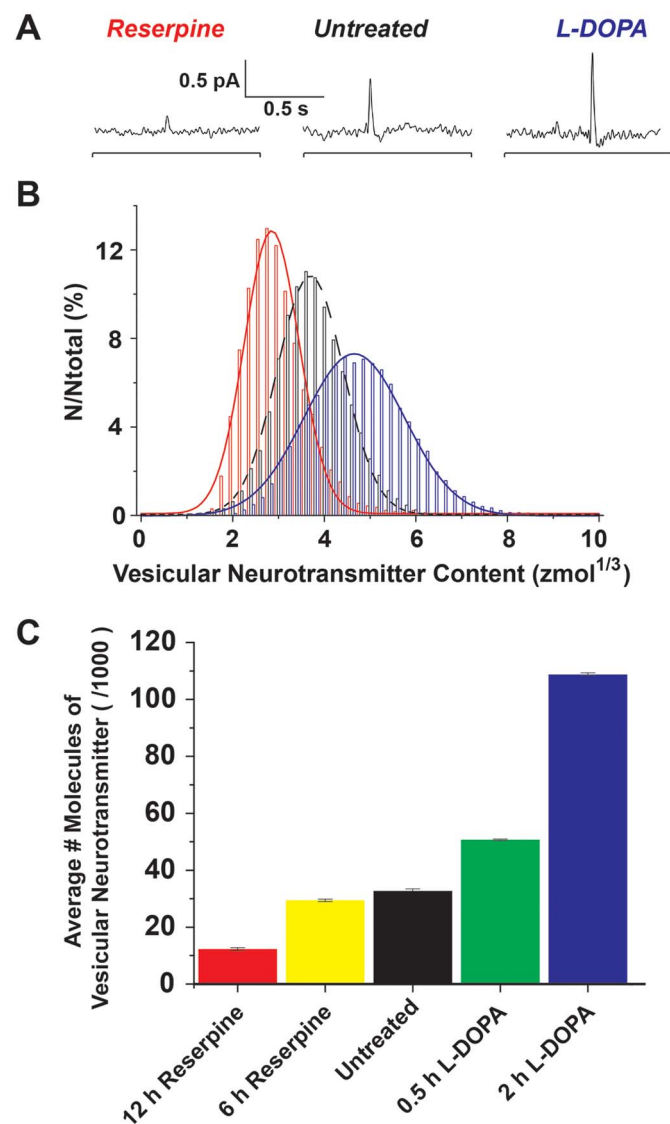 A
Reserpine
Untreated
L-DOPA
0.5 pA
0.5 s
B
12
8
4
0
N/Ntotal (%)
0 2 4 6 8 10
Vesicular Neurotransmitter Content (zmol1/3)
C
120
100
80
60
40
20
0
Average # Molecules of
Vesicular Neurotransmitter ( /1000 )
12 h Reserpine
6 h Reserpine
Untreated
0.5 h L-DOPA
2 h L-DOPA